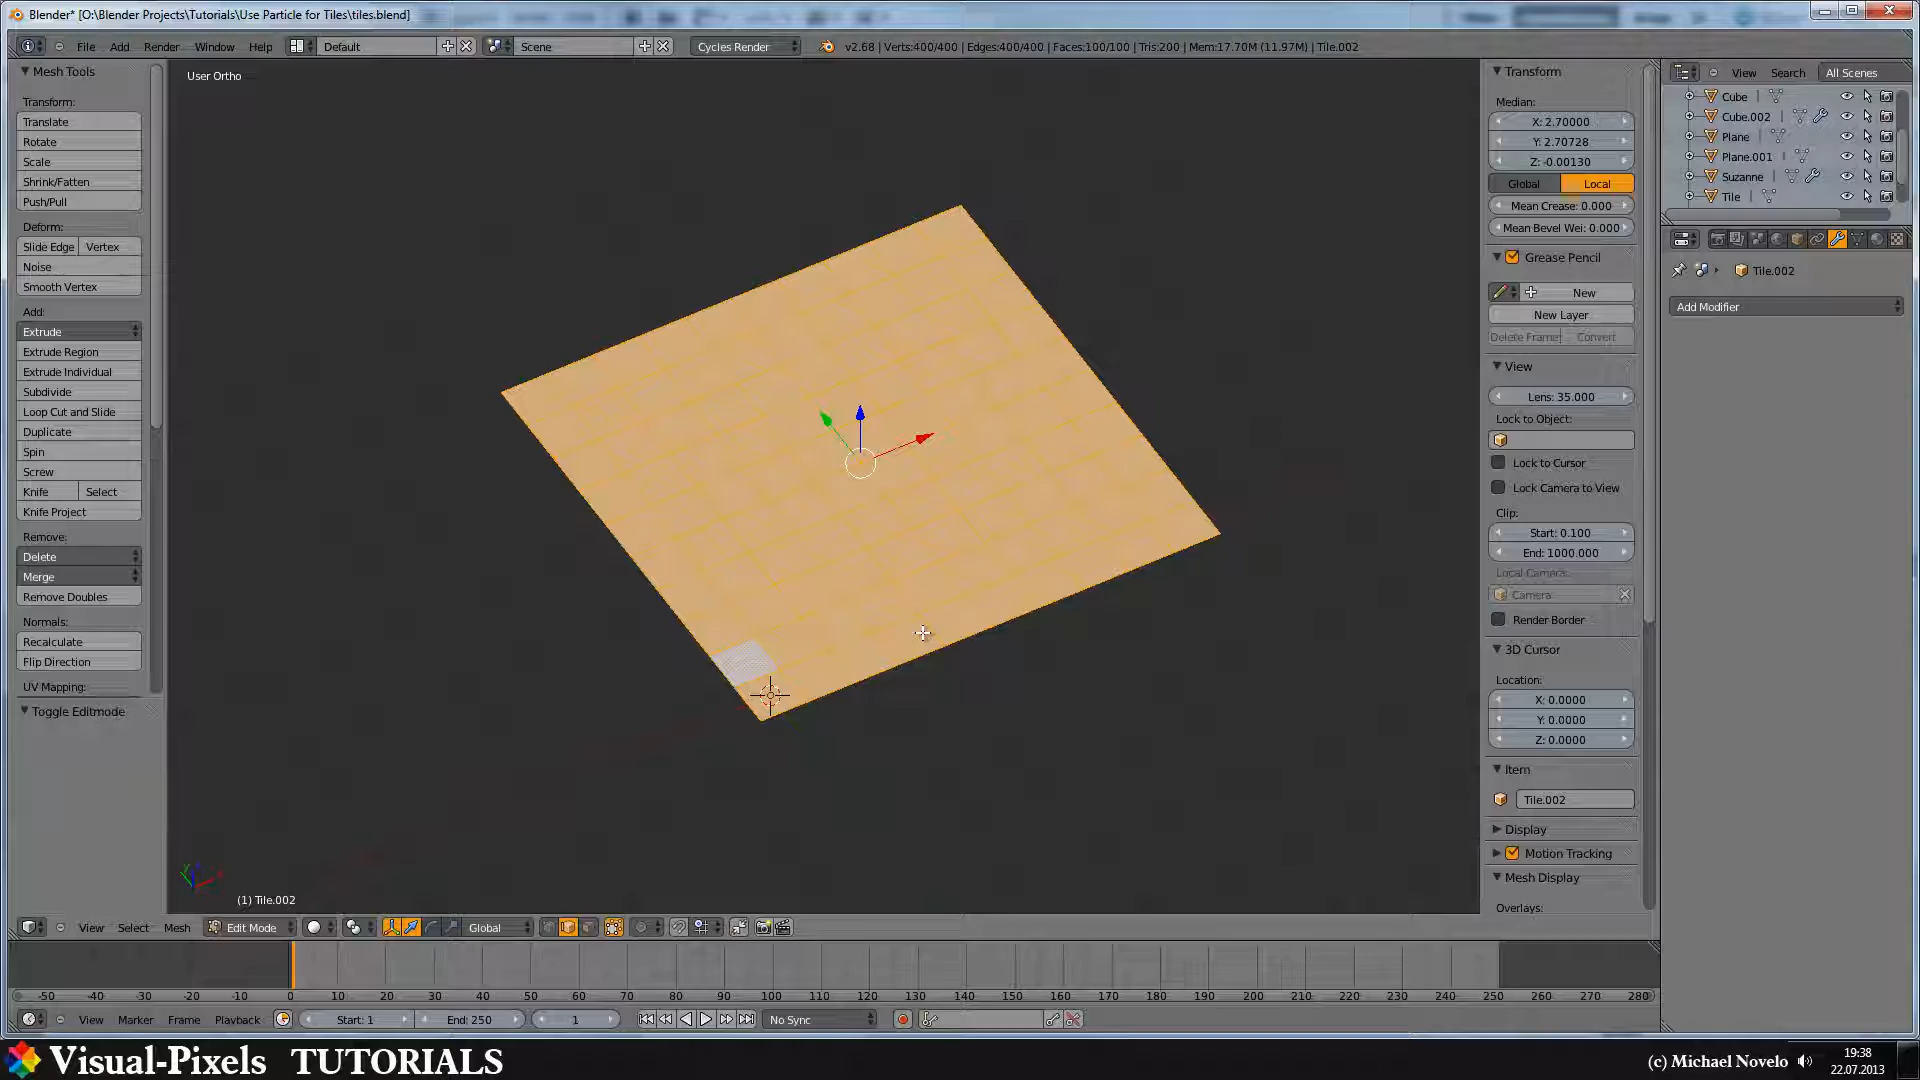 Blender* [O:\Blender Projects\Tutorials\Use Particle for Tiles\tiles.blend]
File Add Render Window Help Default Scene Cycles Render v2.68 | Verts:400/400 | Edges:400/400 | Faces:100/100 | Tris:200 | Mem:17.70M (11.97M) | Tile.002
Mesh Tools
Transform:
Translate
Rotate
Scale
Shrink/Fatten
Push/Pull
Deform:
Slide Edge Vertex
Noise
Smooth Vertex
Add:
Extrude
Extrude Region
Extrude Individual
Subdivide
Loop Cut and Slide
Duplicate
Spin
Screw
Knife Select
Knife Project
Remove:
Delete
Merge
Remove Doubles
Normals:
Recalculate
Flip Direction
UV Mapping:
Toggle Editmode
User Ortho
(1) Tile.002
Transform
Median:
X: 2.70000
Y: 2.70728
Z: -0.00130
Global Local
Mean Crease: 0.000
Mean Bevel Wei: 0.000
Grease Pencil
New
New Layer
Delete Frame Convert
View
Lens: 35.000
Lock to Object:
Lock to Cursor
Lock Camera to View
Clip:
Start: 0.100
End: 1000.000
Local Camera:
Camera
Render Border
3D Cursor
Location:
X: 0.0000
Y: 0.0000
Z: 0.0000
Item
Tile.002
Display
Motion Tracking
Mesh Display
Overlays:
View Search All Scenes
Cube
Cube.002
Plane
Plane.001
Suzanne
Tile
Tile.002
Add Modifier
View Select Mesh Edit Mode Global
-50 -40 -30 -20 -10 0 10 20 30 40 50 60 70 80 90 100 110 120 130 140 150 160 170 180 190 200 210 220 230 240 250 260 270 280
View Marker Frame Playback Start: 1 End: 250 1 No Sync
Visual-Pixels TUTORIALS
(c) Michael Novelo
19:38
22.07.2013